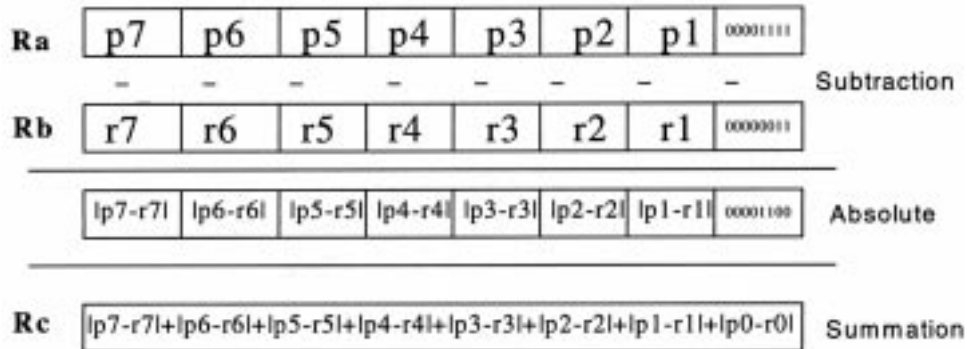 Ra p7 p6 p5 p4 p3 p2 p1 00001111
– – – – – – – – Subtraction
Rb r7 r6 r5 r4 r3 r2 r1 00000011
|p7-r7| |p6-r6| |p5-r5| |p4-r4| |p3-r3| |p2-r2| |p1-r1| 00001100 Absolute
Rc |p7-r7|+|p6-r6|+|p5-r5|+|p4-r4|+|p3-r3|+|p2-r2|+|p1-r1|+|p0-r0| Summation